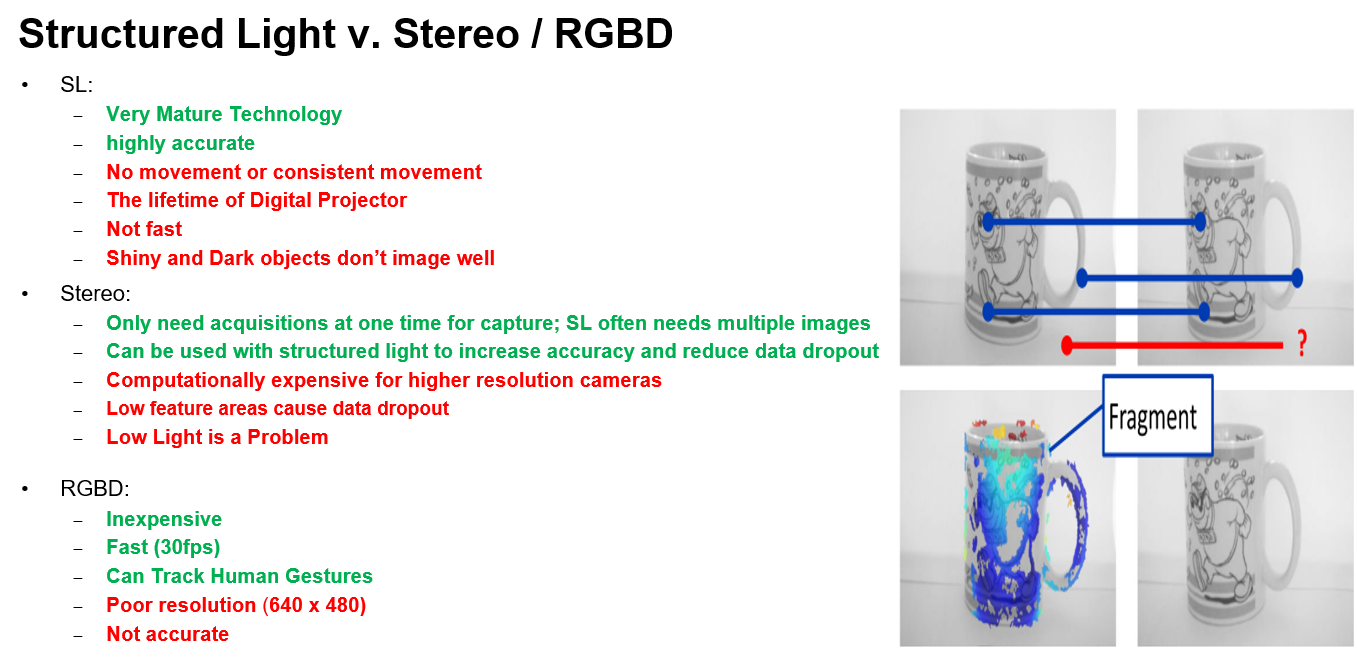 Structured Light v. Stereo / RGBD
• SL:
– Very Mature Technology
– highly accurate
– No movement or consistent movement
– The lifetime of Digital Projector
– Not fast
– Shiny and Dark objects don’t image well
• Stereo:
– Only need acquisitions at one time for capture; SL often needs multiple images
– Can be used with structured light to increase accuracy and reduce data dropout
– Computationally expensive for higher resolution cameras
– Low feature areas cause data dropout
– Low Light is a Problem
• RGBD:
– Inexpensive
– Fast (30fps)
– Can Track Human Gestures
– Poor resolution (640 x 480)
– Not accurate
?
Fragment